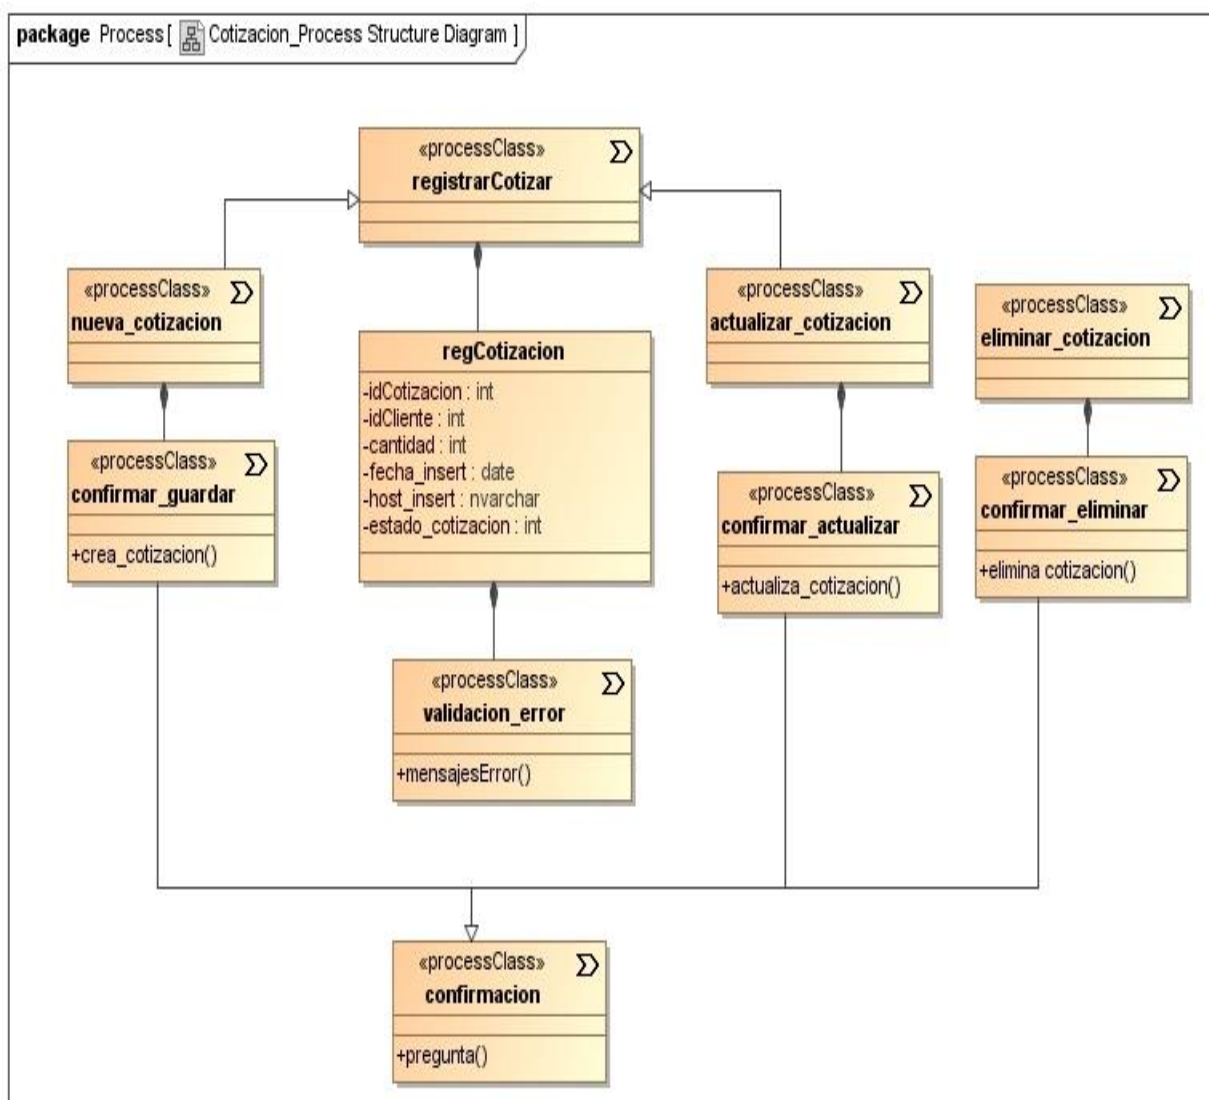 package Process [ Cotizacion_Process Structure Diagram ]
«processClass»
registrarCotizar
«processClass»
nueva_cotizacion
«processClass»
actualizar_cotizacion
«processClass»
eliminar_cotizacion
regCotizacion
-idCotizacion : int
-idCliente : int
-cantidad : int
-fecha_insert : date
-host_insert : nvarchar
-estado_cotizacion : int
«processClass»
confirmar_guardar
+crea_cotizacion()
«processClass»
confirmar_actualizar
+actualiza_cotizacion()
«processClass»
confirmar_eliminar
+elimina cotizacion()
«processClass»
validacion_error
+mensajesError()
«processClass»
confirmacion
+pregunta()